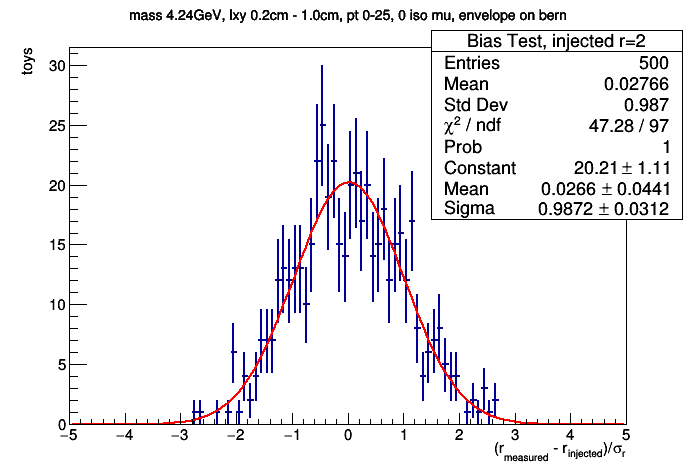 mass 4.24GeV, lxy 0.2cm - 1.0cm, pt 0-25, 0 iso mu, envelope on bern
Bias Test, injected r=2
Entries 500
Mean 0.02766
Std Dev 0.987
χ² / ndf 47.28 / 97
Prob 1
Constant 20.21 ± 1.11
Mean 0.0266 ± 0.0441
Sigma 0.9872 ± 0.0312
toys
30
25
20
15
10
5
0
−5 −4 −3 −2 −1 0 1 2 3 4 5
(r_measured - r_injected)/σ_r